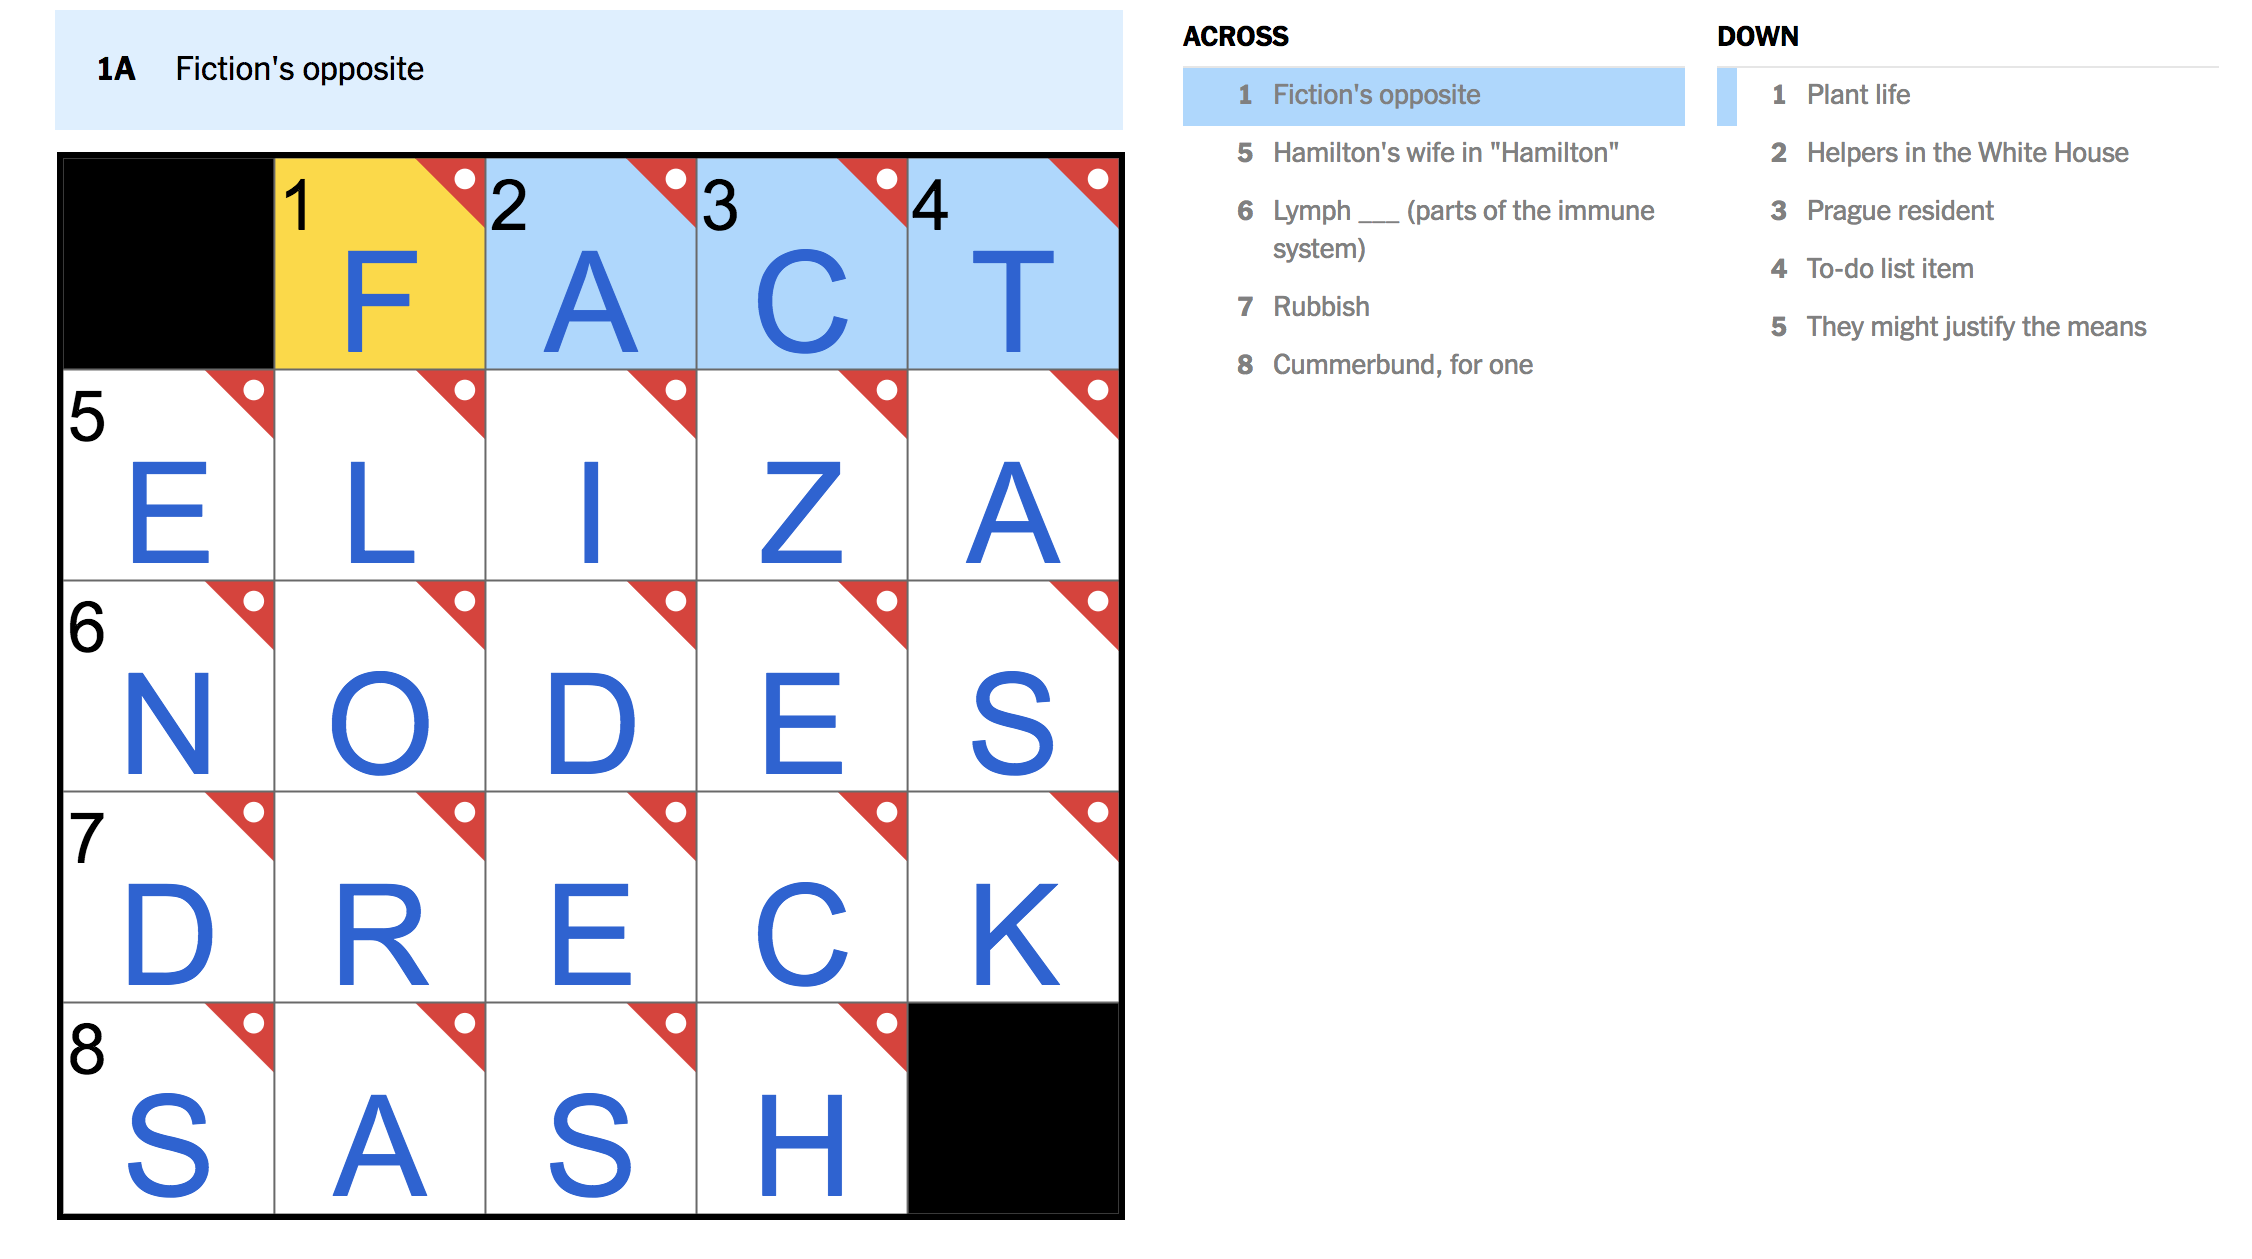 1A Fiction's opposite
1 F 2 A 3 C 4 T
5 E L I Z A
6 N O D E S
7 D R E C K
8 S A S H
ACROSS
1 Fiction's opposite
5 Hamilton's wife in "Hamilton"
6 Lymph ___ (parts of the immune
system)
7 Rubbish
8 Cummerbund, for one
DOWN
1 Plant life
2 Helpers in the White House
3 Prague resident
4 To-do list item
5 They might justify the means